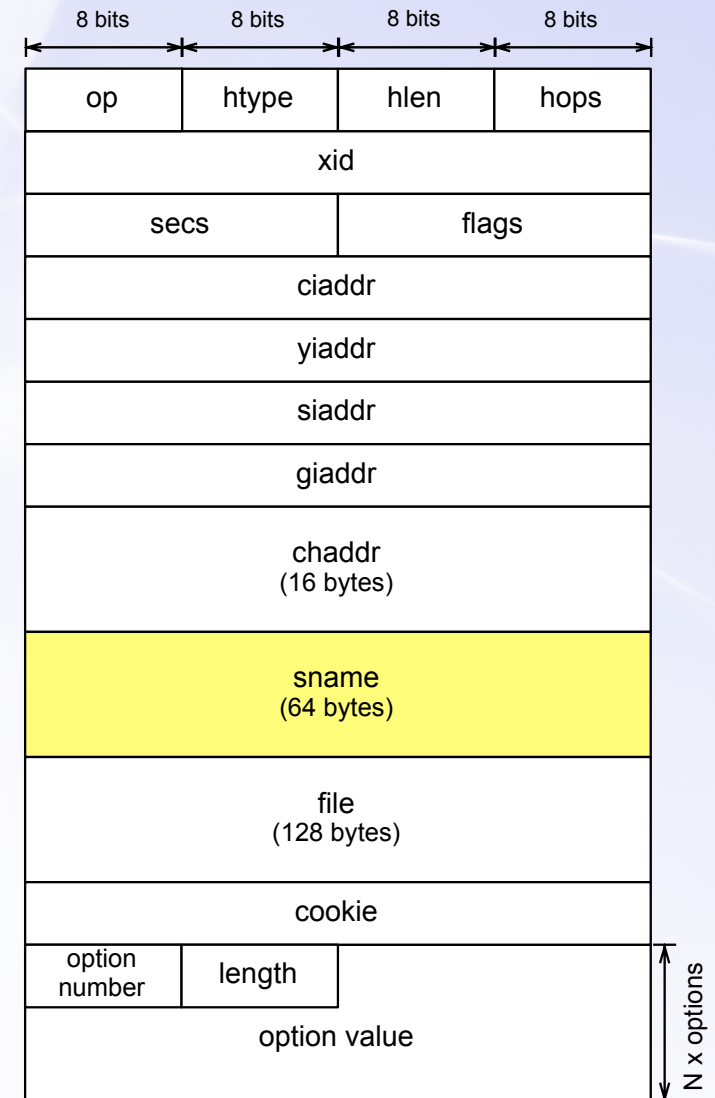 8 bits 8 bits 8 bits 8 bits
op htype hlen hops
xid
secs flags
ciaddr
yiaddr
siaddr
giaddr
chaddr
(16 bytes)
sname
(64 bytes)
file
(128 bytes)
cookie
option
number
length
option value
N x options